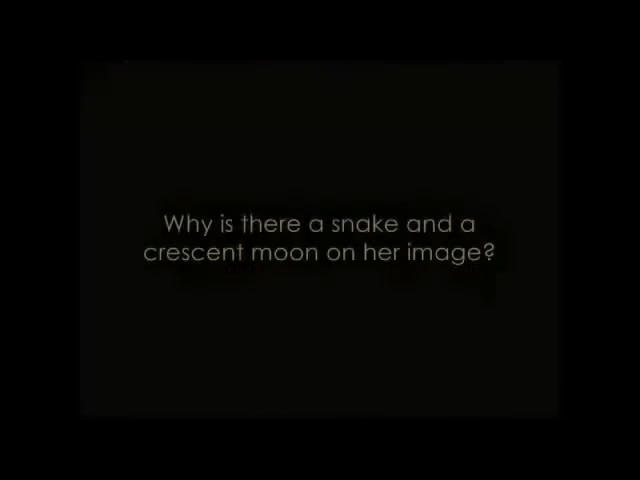 Why is there a snake and a
crescent moon on her image?